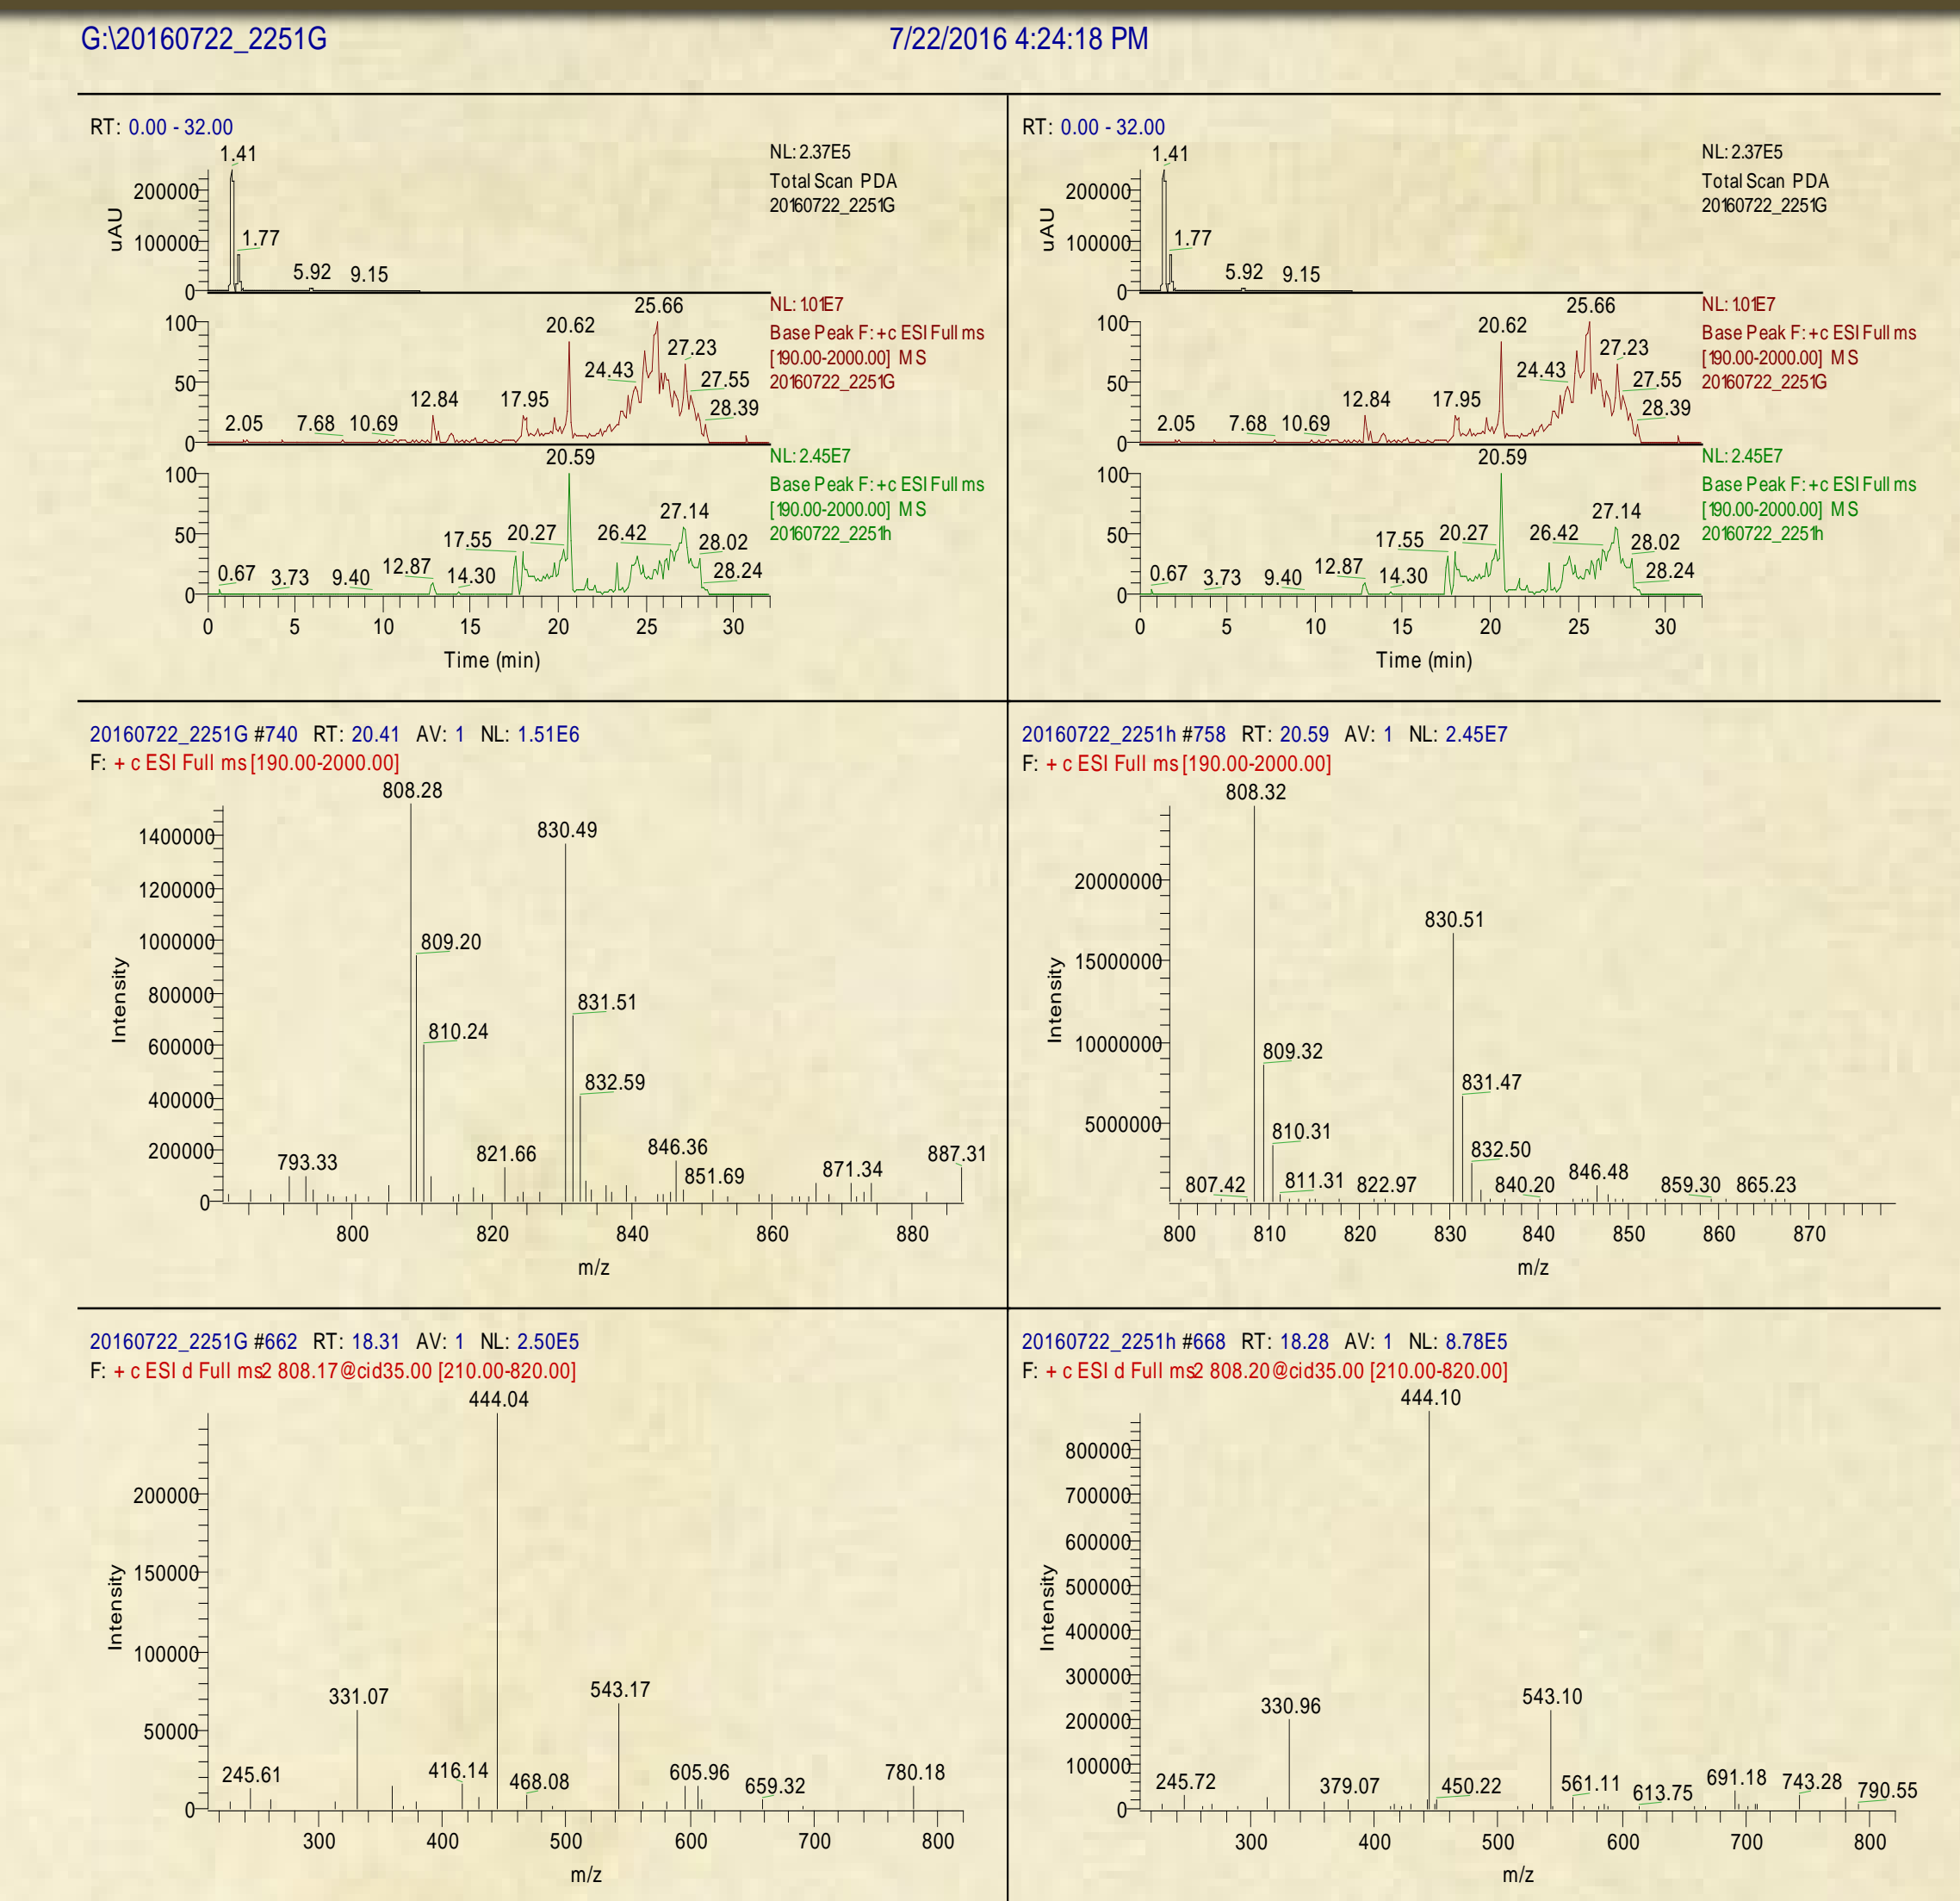 G:\20160722_2251G
7/22/2016 4:24:18 PM
RT: 0.00 - 32.00
1.41
NL: 2.37E5
Total Scan PDA
20160722_2251G
200000
100000
0
uAU
1.77
5.92 9.15
25.66
NL: 1.01E7
Base Peak F: +c ESI Full ms
[190.00-2000.00] MS
20160722_2251G
100
50
0
20.62
27.23
24.43
27.55
12.84 17.95
28.39
2.05 7.68 10.69
20.59
NL: 2.45E7
Base Peak F: +c ESI Full ms
[190.00-2000.00] MS
20160722_2251h
100
50
0
27.14
17.55 20.27 26.42
28.02
12.87
0.67 3.73 9.40 14.30 28.24
0 5 10 15 20 25 30
Time (min)
RT: 0.00 - 32.00
1.41
NL: 2.37E5
Total Scan PDA
20160722_2251G
200000
100000
0
uAU
1.77
5.92 9.15
25.66
NL: 1.01E7
Base Peak F: +c ESI Full ms
[190.00-2000.00] MS
20160722_2251G
100
50
0
20.62
27.23
24.43
27.55
12.84 17.95
28.39
2.05 7.68 10.69
20.59
NL: 2.45E7
Base Peak F: +c ESI Full ms
[190.00-2000.00] MS
20160722_2251h
100
50
0
27.14
17.55 20.27 26.42
28.02
12.87
0.67 3.73 9.40 14.30 28.24
0 5 10 15 20 25 30
Time (min)
20160722_2251G #740 RT: 20.41 AV: 1 NL: 1.51E6
F: + c ESI Full ms [190.00-2000.00]
808.28
830.49
1400000
1200000
1000000
800000
600000
400000
200000
0
Intensity
809.20
831.51
810.24
832.59
793.33 821.66 846.36 887.31
851.69 871.34
800 820 840 860 880
m/z
20160722_2251h #758 RT: 20.59 AV: 1 NL: 2.45E7
F: + c ESI Full ms [190.00-2000.00]
808.32
830.51
20000000
15000000
10000000
5000000
Intensity
809.32
831.47
810.31
832.50
811.31 846.48
807.42 822.97 840.20 859.30 865.23
800 810 820 830 840 850 860 870
m/z
20160722_2251G #662 RT: 18.31 AV: 1 NL: 2.50E5
F: + c ESI d Full ms2 808.17@cid35.00 [210.00-820.00]
444.04
200000
150000
100000
50000
0
Intensity
331.07 543.17
245.61 416.14 468.08 605.96 659.32 780.18
300 400 500 600 700 800
m/z
20160722_2251h #668 RT: 18.28 AV: 1 NL: 8.78E5
F: + c ESI d Full ms2 808.20@cid35.00 [210.00-820.00]
444.10
800000
700000
600000
500000
400000
300000
200000
100000
0
Intensity
330.96 543.10
245.72 379.07 450.22 561.11 613.75 691.18 743.28 790.55
300 400 500 600 700 800
m/z